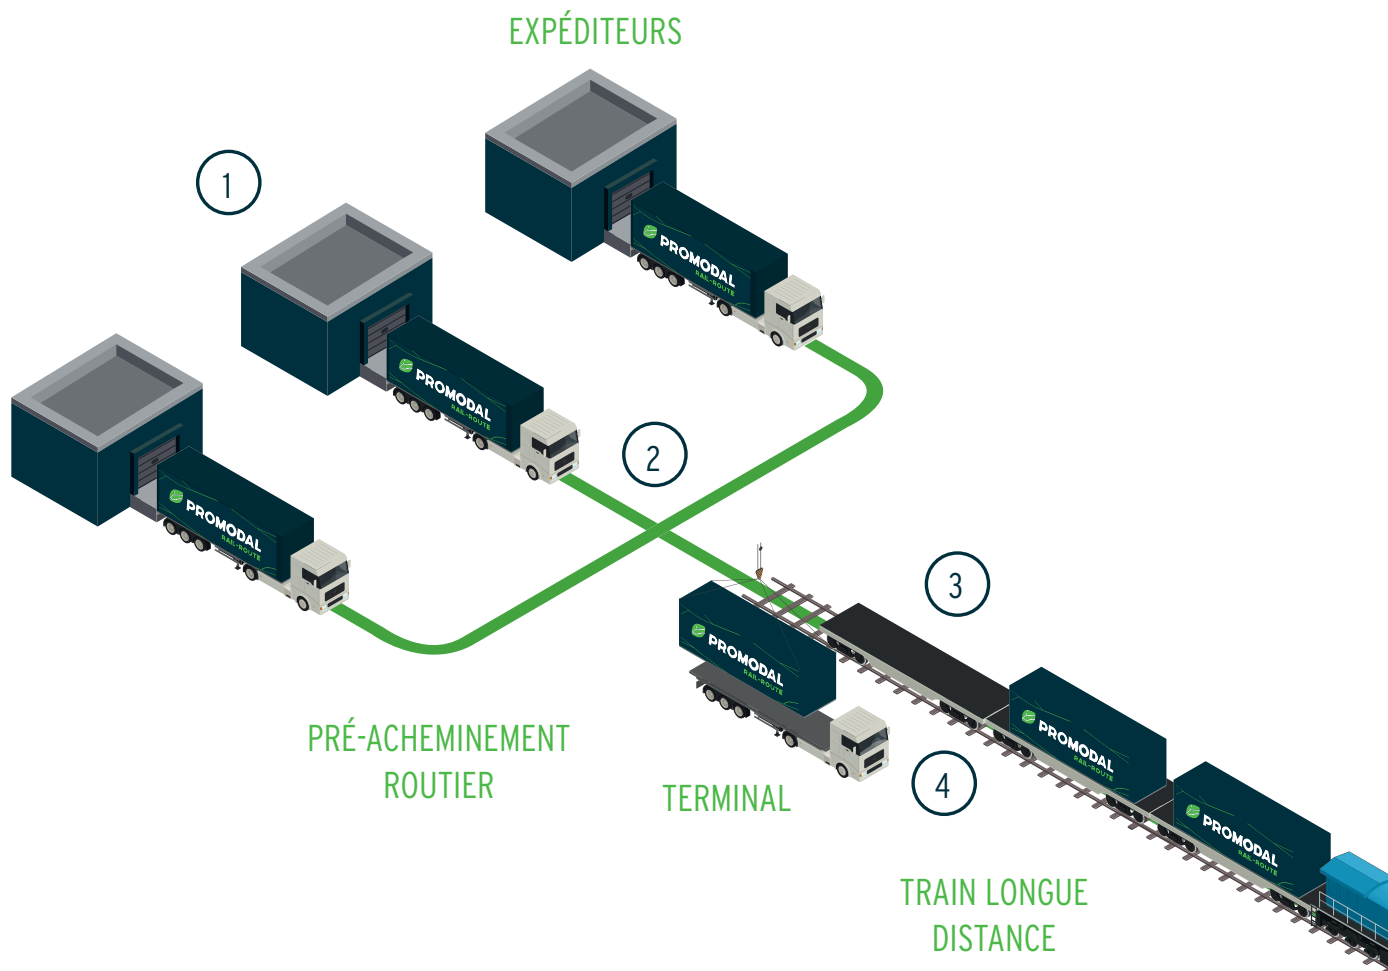 EXPÉDITEURS
1
PROMODAL
RAIL-ROUTE
PROMODAL
RAIL-ROUTE
2
PROMODAL
RAIL-ROUTE
3
PROMODAL
RAIL-ROUTE
PROMODAL
RAIL-ROUTE
PRÉ-ACHEMINEMENT
ROUTIER
TERMINAL
4
PROMODAL
RAIL-ROUTE
TRAIN LONGUE
DISTANCE